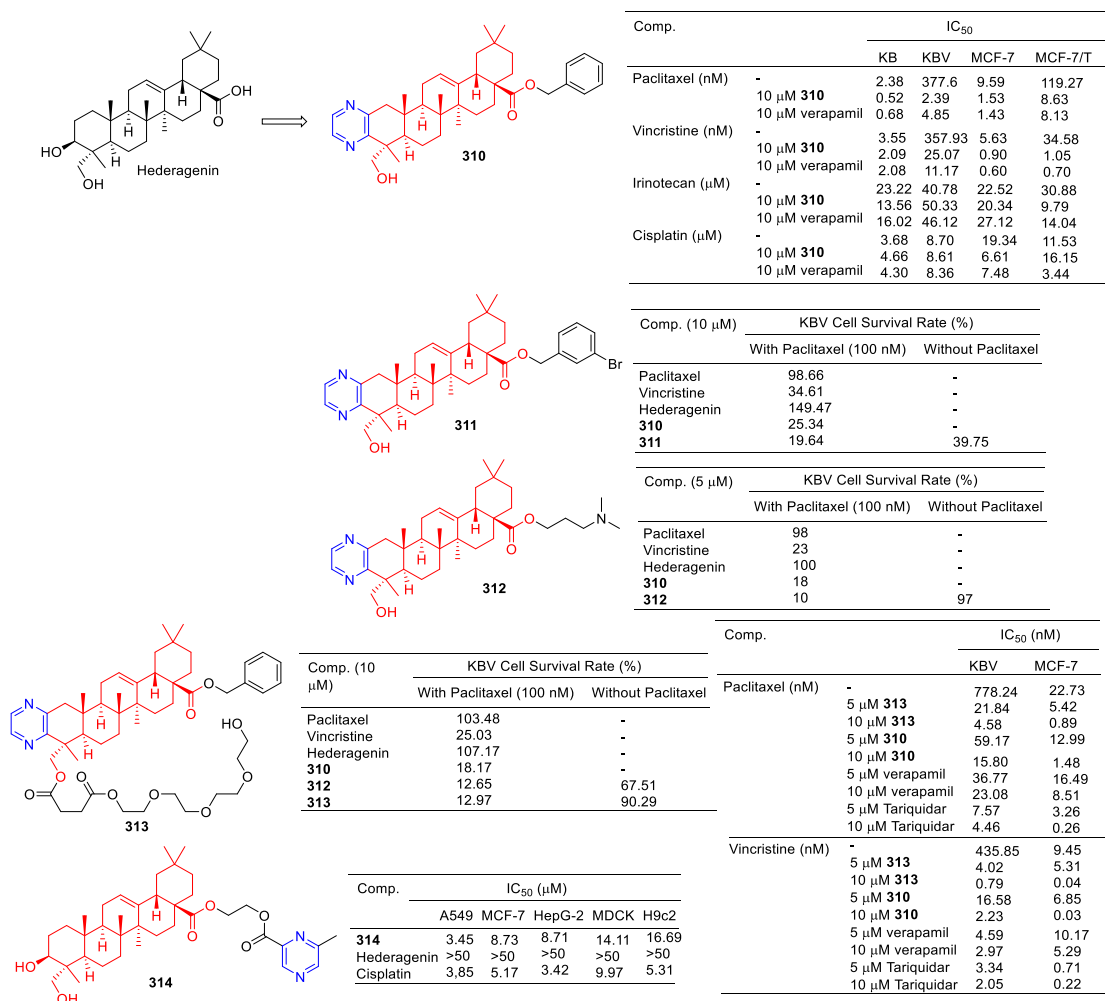 Comp. IC50
KB KBV MCF-7 MCF-7/T
Paclitaxel (nM) - 2.38 377.6 9.59 119.27
10 μM 310 0.52 2.39 1.53 8.63
10 μM verapamil 0.68 4.85 1.43 8.13
Vincristine (nM) - 3.55 357.93 5.63 34.58
10 μM 310 2.09 25.07 0.90 1.05
10 μM verapamil 2.08 11.17 0.60 0.70
Irinotecan (μM) - 23.22 40.78 22.52 30.88
10 μM 310 13.56 50.33 20.34 9.79
10 μM verapamil 16.02 46.12 27.12 14.04
Cisplatin (μM) - 3.68 8.70 19.34 11.53
10 μM 310 4.66 8.61 6.61 16.15
10 μM verapamil 4.30 8.36 7.48 3.44
H
H
HO
OH
OH
O
Hederagenin
N
N
H
H
OH
O
O
310
N
N
H
H
OH
O
O
Br
311
Comp. (10 μM) KBV Cell Survival Rate (%)
With Paclitaxel (100 nM) Without Paclitaxel
Paclitaxel 98.66 -
Vincristine 34.61 -
Hederagenin 149.47 -
310 25.34 -
311 19.64 39.75
N
N
H
H
OH
O
O
N
312
Comp. (5 μM) KBV Cell Survival Rate (%)
With Paclitaxel (100 nM) Without Paclitaxel
Paclitaxel 98 -
Vincristine 23 -
Hederagenin 100 -
310 18 -
312 10 97
N
N
H
H
O
O
O
O
O
O
O
O
O
HO
313
Comp. (10
μM) KBV Cell Survival Rate (%)
With Paclitaxel (100 nM) Without Paclitaxel
Paclitaxel 103.48 -
Vincristine 25.03 -
Hederagenin 107.17 -
310 18.17 -
312 12.65 67.51
313 12.97 90.29
Comp. IC50 (nM)
KBV MCF-7
Paclitaxel (nM) - 778.24 22.73
5 μM 313 21.84 5.42
10 μM 313 4.58 0.89
5 μM 310 59.17 12.99
10 μM 310 15.80 1.48
5 μM verapamil 36.77 16.49
10 μM verapamil 23.08 8.51
5 μM Tariquidar 7.57 3.26
10 μM Tariquidar 4.46 0.26
Vincristine (nM) - 435.85 9.45
5 μM 313 4.02 5.31
10 μM 313 0.79 0.04
5 μM 310 16.58 6.85
10 μM 310 2.23 0.03
5 μM verapamil 4.59 10.17
10 μM verapamil 2.97 5.29
5 μM Tariquidar 3.34 0.71
10 μM Tariquidar 2.05 0.22
H
H
HO
OH
O
O
O
O
N
N
314
Comp. IC50 (μM)
A549 MCF-7 HepG-2 MDCK H9c2
314 3.45 8.73 8.71 14.11 16.69
Hederagenin >50 >50 >50 >50 >50
Cisplatin 3,85 5.17 3.42 9.97 5.31